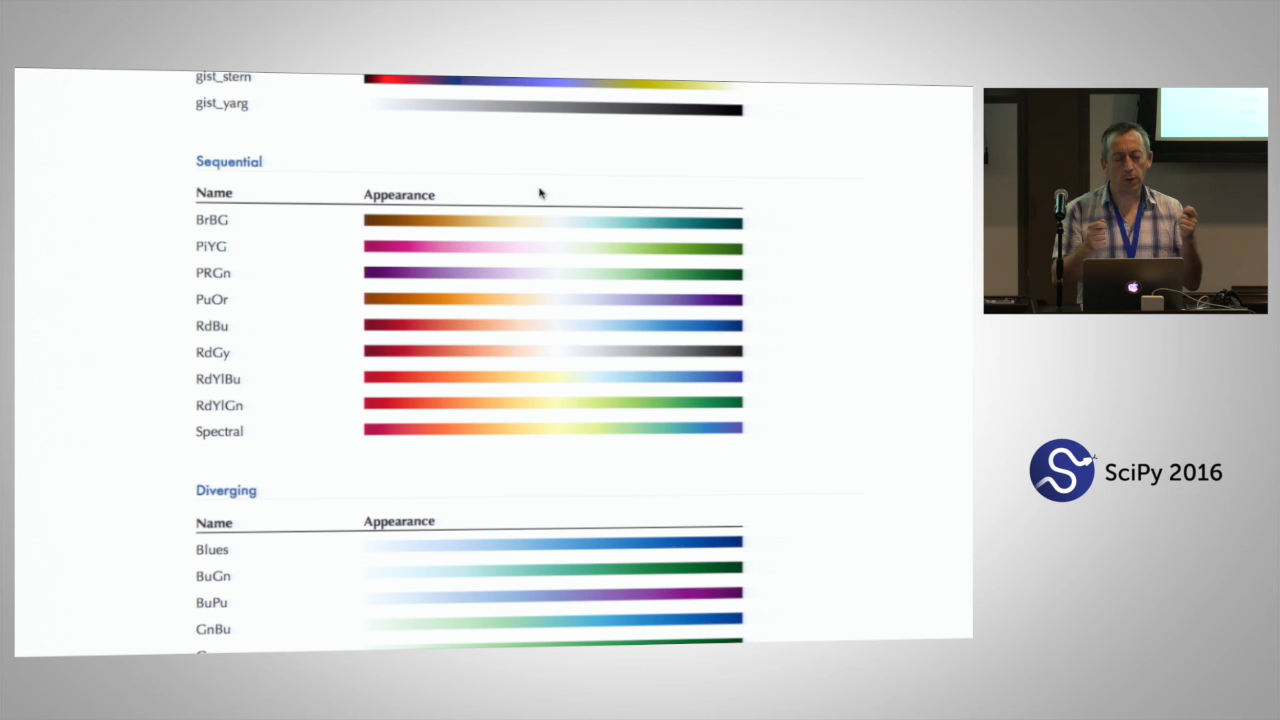 gist_stern
gist_yarg
Sequential
Name Appearance
BrBG
PiYG
PRGn
PuOr
RdBu
RdGy
RdYlBu
RdYlGn
Spectral
Diverging
Name Appearance
Blues
BuGn
BuPu
GnBu
SciPy 2016